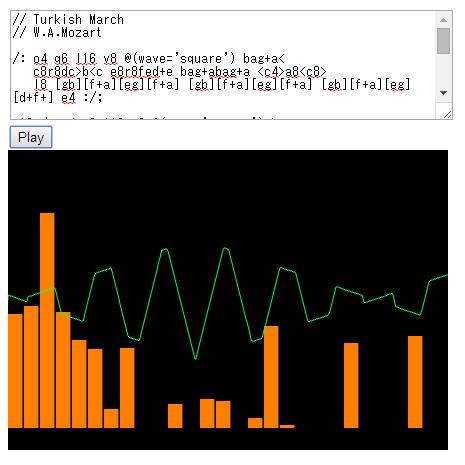 // Turkish March
// W.A.Mozart
/: o4 g6 l16 v8 @(wave='square') bag+a<
c8r8dc>b<c e8r8fed+e bag+abag+a <c4>a8<c8>
l8 [gb][f+a][eg][f+a] [gb][f+a][eg][f+a] [gb][f+a][eg]
[d+f+] e4 :/;
Play